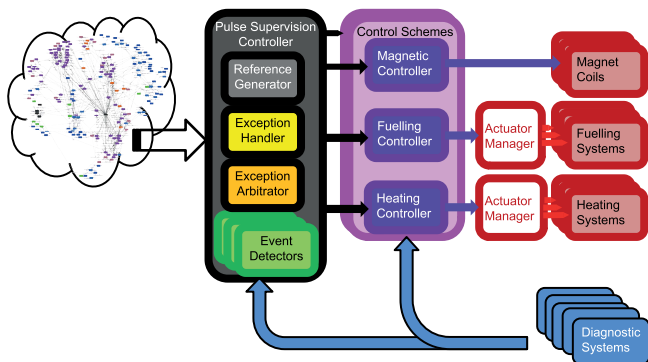 Pulse Supervision
Controller
Reference
Generator
Exception
Handler
Exception
Arbitrator
Event
Detectors
Control Schemes
Magnetic
Controller
Fuelling
Controller
Heating
Controller
Actuator
Manager
Actuator
Manager
Magnet
Coils
Fuelling
Systems
Heating
Systems
Diagnostic
Systems